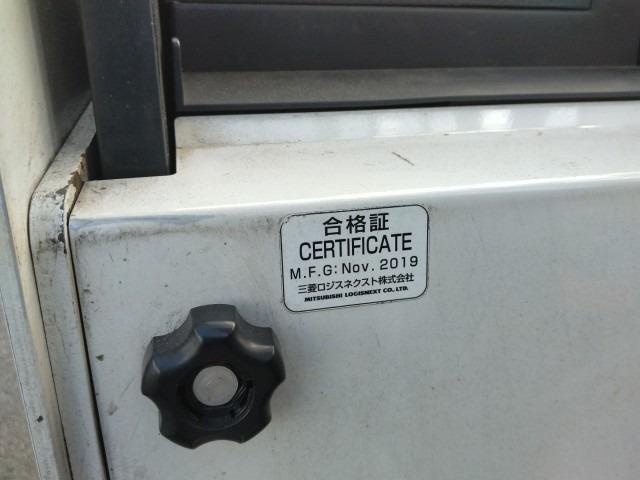 合格証
CERTIFICATE
M.F.G: Nov. 2019
三菱ロジスネクスト株式会社
MITSUBISHI LOGISNEXT CO., LTD.